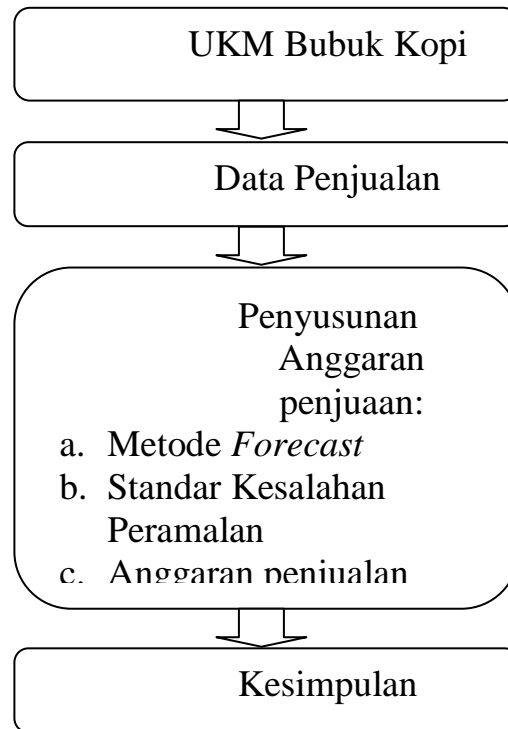 UKM Bubuk Kopi
Data Penjualan
Penyusunan
Anggaran
penjuaan:
a. Metode Forecast
b. Standar Kesalahan
Peramalan
c. Anggaran penjualan
Kesimpulan